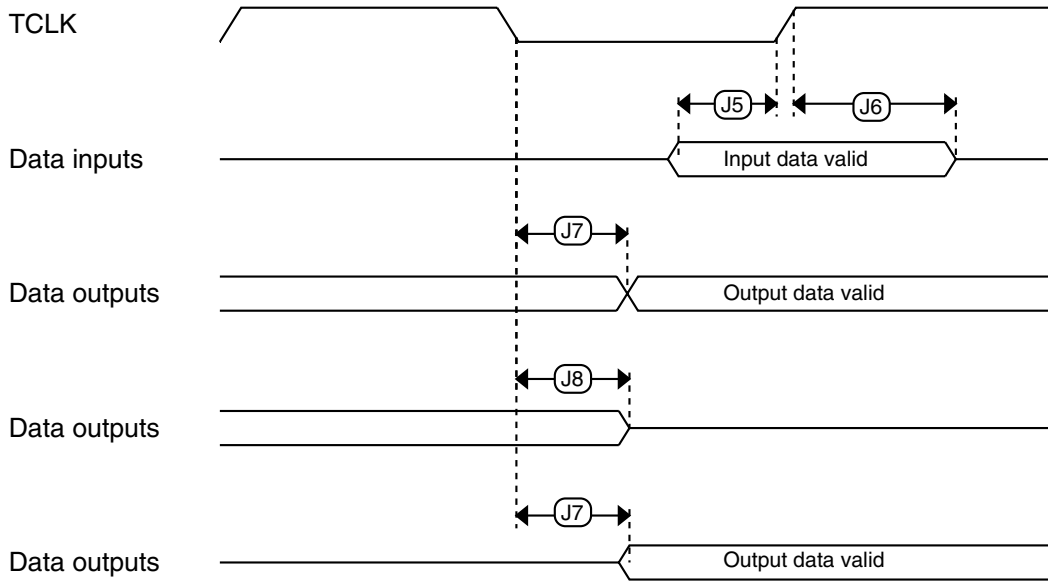 TCLK
J5
J6
Data inputs
Input data valid
J7
Data outputs
Output data valid
J8
Data outputs
J7
Data outputs
Output data valid